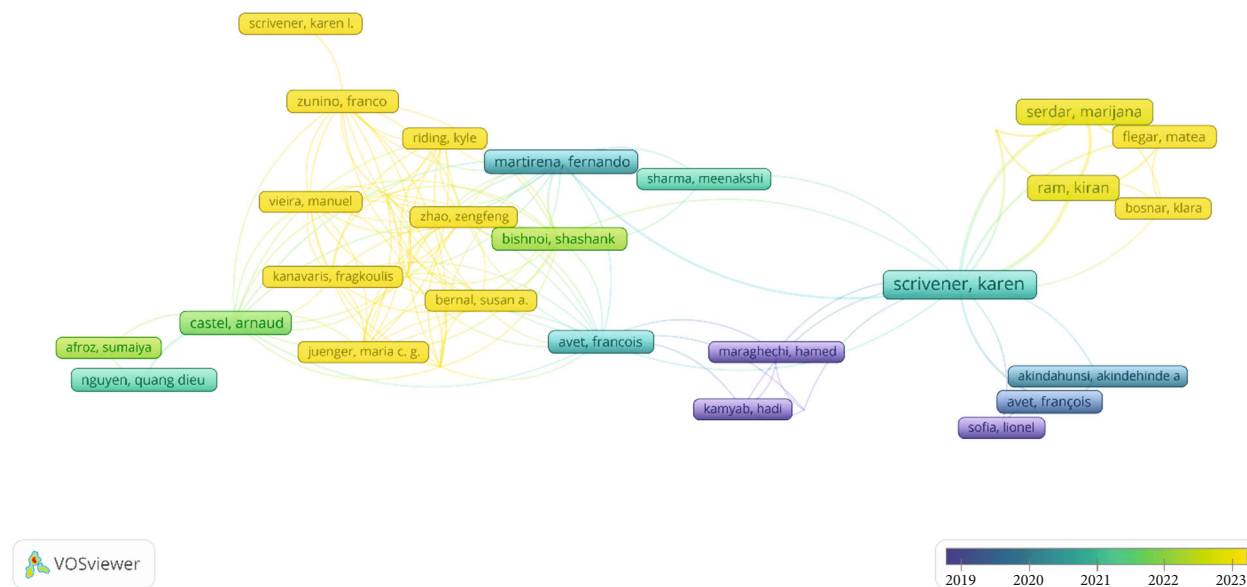 scrivener, karen l.
zunino, franco
serdar, marijana
flegar, matea
riding, kyle
martirena, fernando
sharma, meenakshi
ram, kiran
vieira, manuel
zhao, zengfeng
bosnar, klara
bishnoi, shashank
kanavaris, fragkoulis
scrivener, karen
bernal, susan a.
castel, arnaud
afroz, sumaiya
juenger, maria c. g.
avet, francois
maraghechi, hamed
nguyen, quang dieu
akindahunsi, akindehinde a
kamyab, hadi
avet, françois
sofia, lionel
VOSviewer
2019 2020 2021 2022 2023